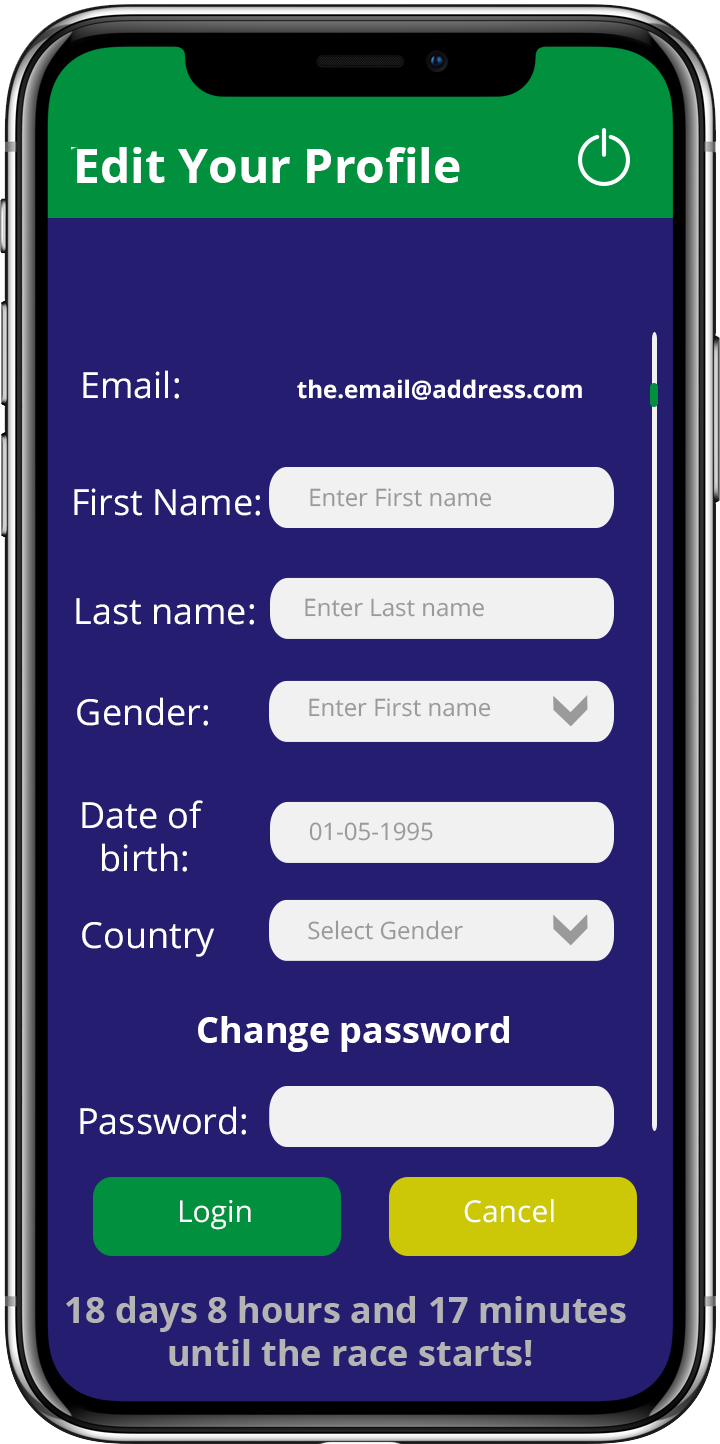 Edit Your Profile
Email: the.email@address.com
First Name: Enter First name
Last name: Enter Last name
Gender: Enter First name
Date of
birth: 01-05-1995
Country Select Gender
Change password
Password:
Login Cancel
18 days 8 hours and 17 minutes
until the race starts!